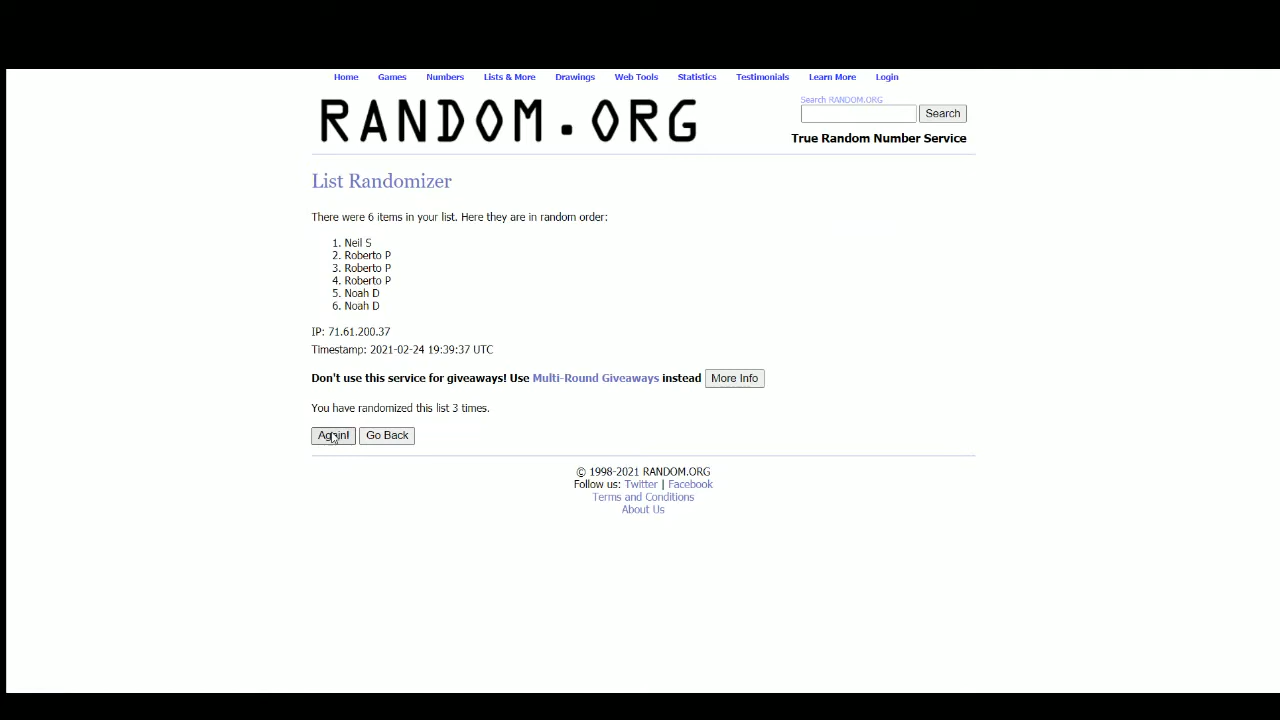 Home Games Numbers Lists & More Drawings Web Tools Statistics Testimonials Learn More Login
RANDOM.ORG
Search RANDOM.ORG
Search
True Random Number Service
List Randomizer
There were 6 items in your list. Here they are in random order:
1. Neil S
2. Roberto P
3. Roberto P
4. Roberto P
5. Noah D
6. Noah D
IP: 71.61.200.37
Timestamp: 2021-02-24 19:39:37 UTC
Don't use this service for giveaways! Use Multi-Round Giveaways instead More Info
You have randomized this list 3 times.
Again! Go Back
© 1998-2021 RANDOM.ORG
Follow us: Twitter | Facebook
Terms and Conditions
About Us